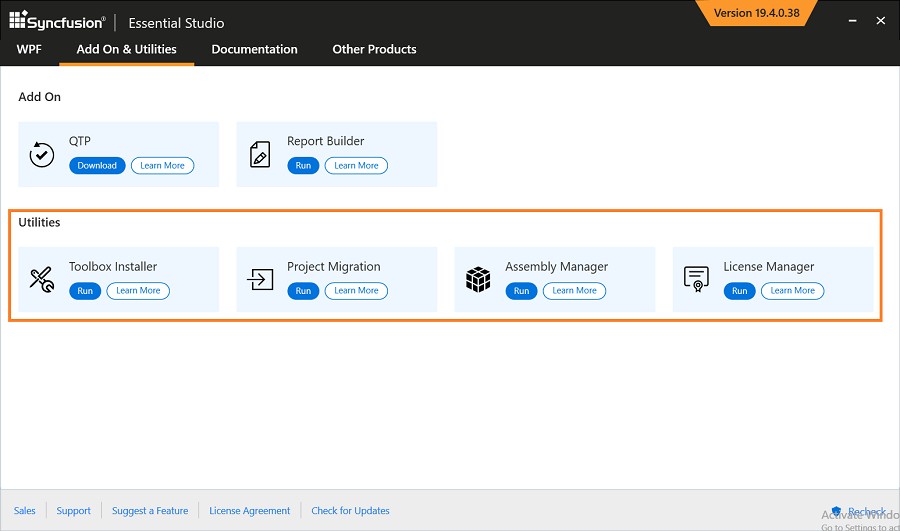 Syncfusion® Essential Studio
Version 19.4.0.38
WPF Add On & Utilities Documentation Other Products
Add On
QTP
Download Learn More
Report Builder
Run Learn More
Utilities
Toolbox Installer
Run Learn More
Project Migration
Run Learn More
Assembly Manager
Run Learn More
License Manager
Run Learn More
Sales Support Suggest a Feature License Agreement Check for Updates
Recheck
Activate Windo
Go to Settings to act